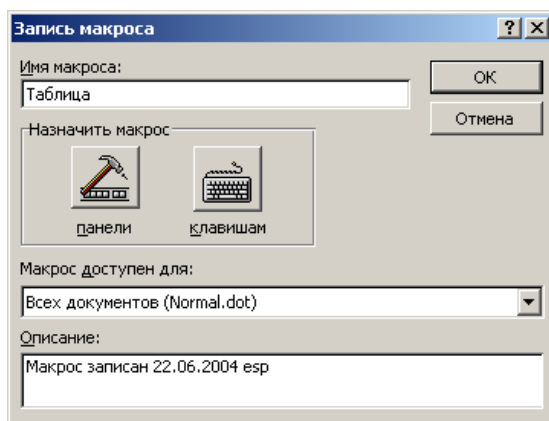 Запись макроса
Имя макроса:
Таблица
ОК
Отмена
Назначить макрос
панели
клавишам
Макрос доступен для:
Всех документов (Normal.dot)
Описание:
Макрос записан 22.06.2004 esp